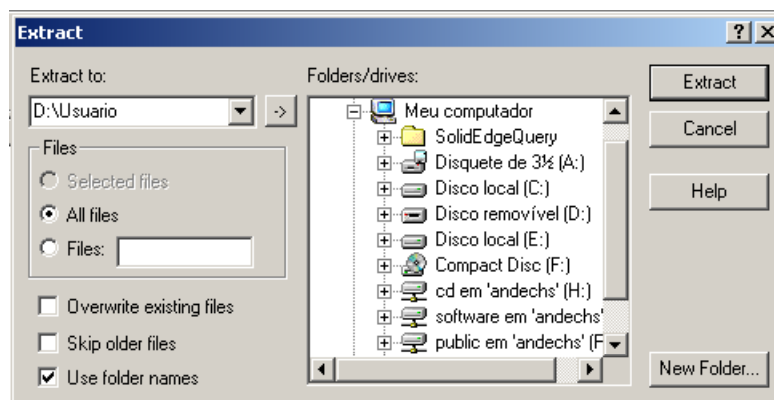 Extract
Extract to:
D:\Usuario
->
Files
Selected files
All files
Files:
Overwrite existing files
Skip older files
Use folder names
Folders/drives:
Meu computador
SolidEdgeQuery
Disquete de 3½ (A:)
Disco local (C:)
Disco removível (D:)
Disco local (E:)
Compact Disc (F:)
cd em 'andechs' (H:)
software em 'andechs'
public em 'andechs' (F
Extract
Cancel
Help
New Folder...